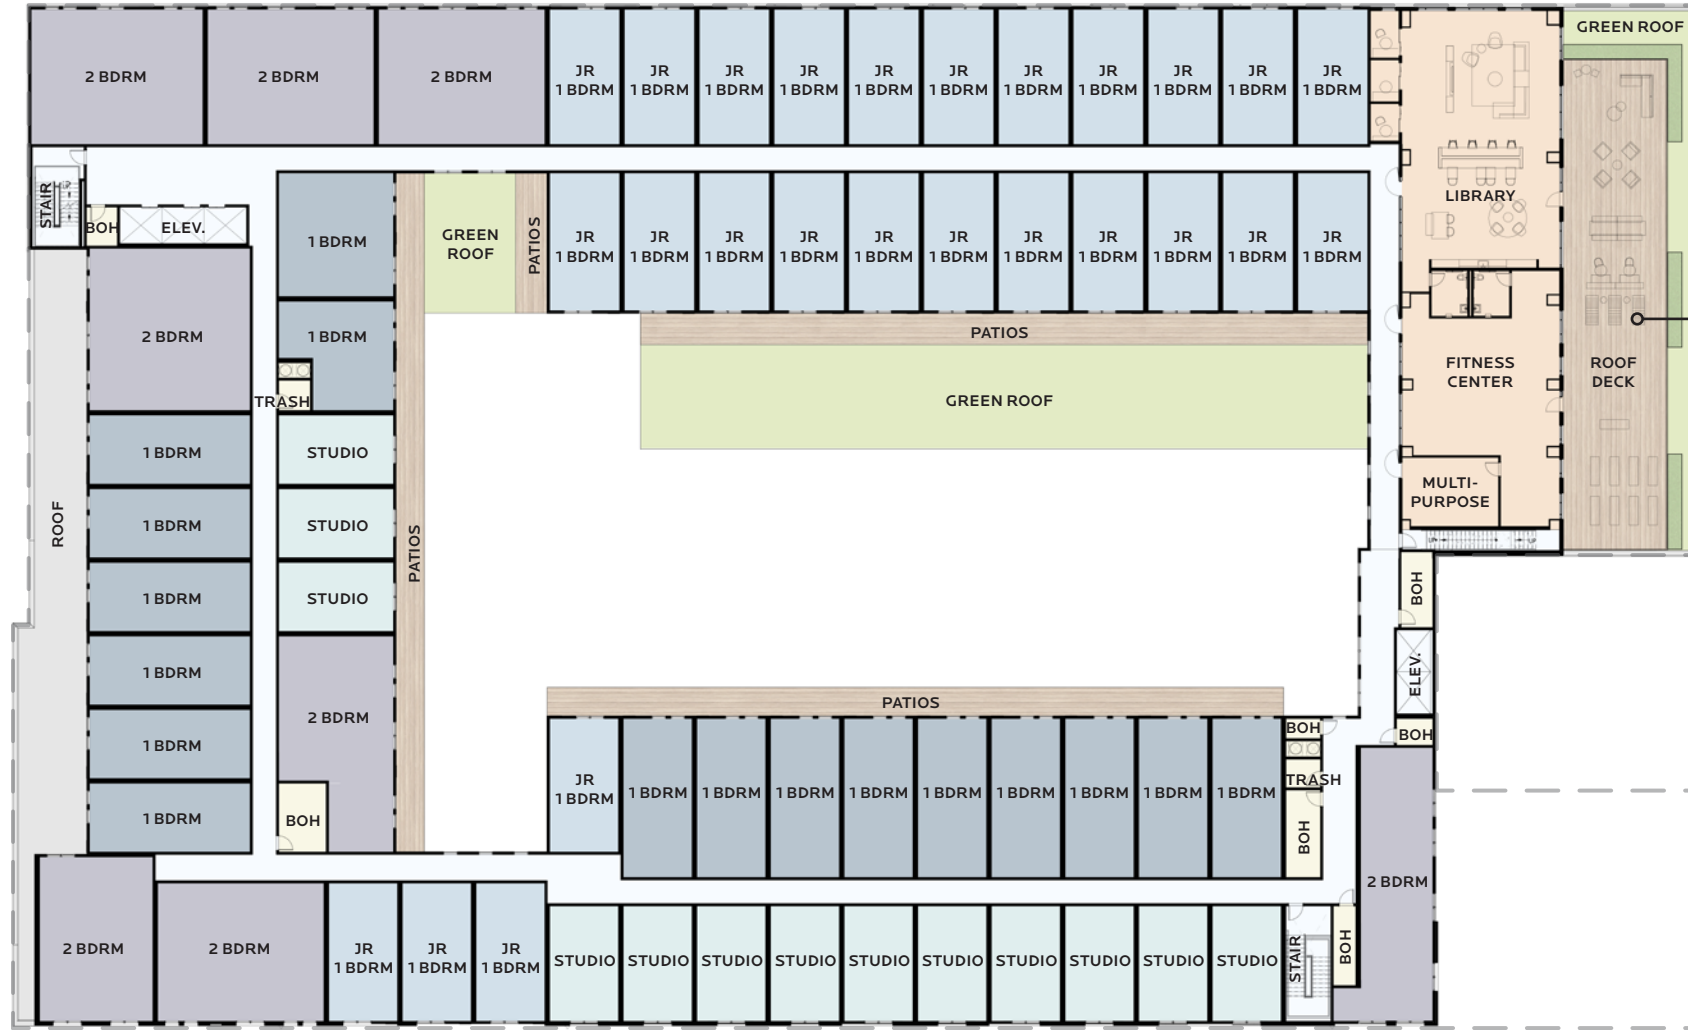 GREEN ROOF
2 BDRM
2 BDRM
2 BDRM
JR
1 BDRM
JR
1 BDRM
JR
1 BDRM
JR
1 BDRM
JR
1 BDRM
JR
1 BDRM
JR
1 BDRM
JR
1 BDRM
JR
1 BDRM
JR
1 BDRM
JR
1 BDRM
STAIR
BOH
ELEV.
1 BDRM
GREEN
ROOF
PATIOS
JR
1 BDRM
JR
1 BDRM
JR
1 BDRM
JR
1 BDRM
JR
1 BDRM
JR
1 BDRM
JR
1 BDRM
JR
1 BDRM
JR
1 BDRM
JR
1 BDRM
JR
1 BDRM
LIBRARY
2 BDRM
1 BDRM
PATIOS
FITNESS
CENTER
ROOF
DECK
TRASH
GREEN ROOF
1 BDRM
STUDIO
MULTI-
PURPOSE
ROOF
1 BDRM
STUDIO
PATIOS
1 BDRM
STUDIO
BOH
1 BDRM
ELEV.
2 BDRM
PATIOS
1 BDRM
BOH
BOH
JR
1 BDRM
1 BDRM
1 BDRM
1 BDRM
1 BDRM
1 BDRM
1 BDRM
1 BDRM
1 BDRM
1 BDRM
TRASH
1 BDRM
BOH
BOH
2 BDRM
2 BDRM
2 BDRM
JR
1 BDRM
JR
1 BDRM
JR
1 BDRM
STUDIO
STUDIO
STUDIO
STUDIO
STUDIO
STUDIO
STUDIO
STUDIO
STUDIO
STUDIO
STAIR
BOH